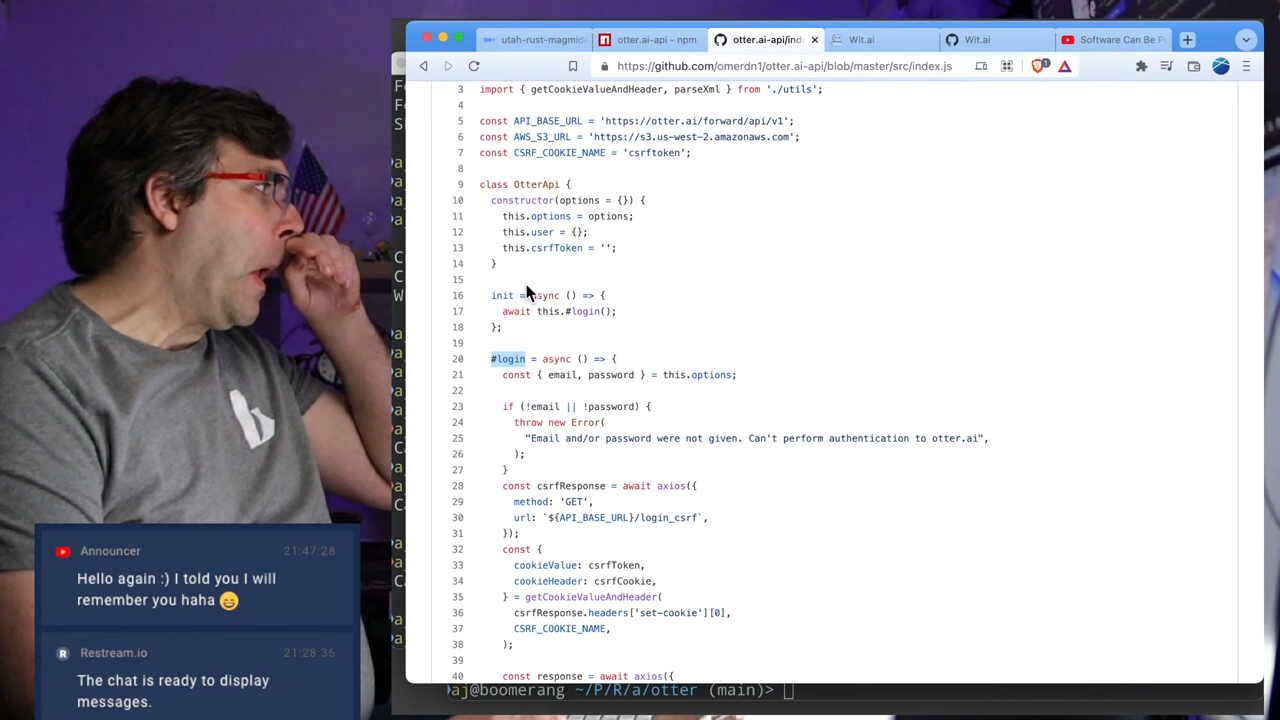 utah-rust-magmid
otter.ai-api - npm
otter.ai-api/ind
Wit.ai
Wit.ai
Software Can Be P
https://github.com/omerdn1/otter.ai-api/blob/master/src/index.js
1
3 import { getCookieValueAndHeader, parseXml } from './utils';
4
5 const API_BASE_URL = 'https://otter.ai/forward/api/v1';
6 const AWS_S3_URL = 'https://s3.us-west-2.amazonaws.com';
7 const CSRF_COOKIE_NAME = 'csrftoken';
8
9 class OtterApi {
10 constructor(options = {}) {
11 this.options = options;
12 this.user = {};
13 this.csrfToken = '';
14 }
15
16 init = async () => {
17 await this.#login();
18 };
19
20 #login = async () => {
21 const { email, password } = this.options;
22
23 if (!email || !password) {
24 throw new Error(
25 "Email and/or password were not given. Can't perform authentication to otter.ai",
26 );
27 }
28 const csrfResponse = await axios({
29 method: 'GET',
30 url: `${API_BASE_URL}/login_csrf`,
31 });
32 const {
33 cookieValue: csrfToken,
34 cookieHeader: csrfCookie,
35 } = getCookieValueAndHeader(
36 csrfResponse.headers['set-cookie'][0],
37 CSRF_COOKIE_NAME,
38 );
39
40 const response = await axios({
aj@boomerang ~/P/R/a/otter (main)>
Announcer 21:47:28
Hello again :) I told you I will
remember you haha 😄
R Restream.io 21:28:36
The chat is ready to display
messages.